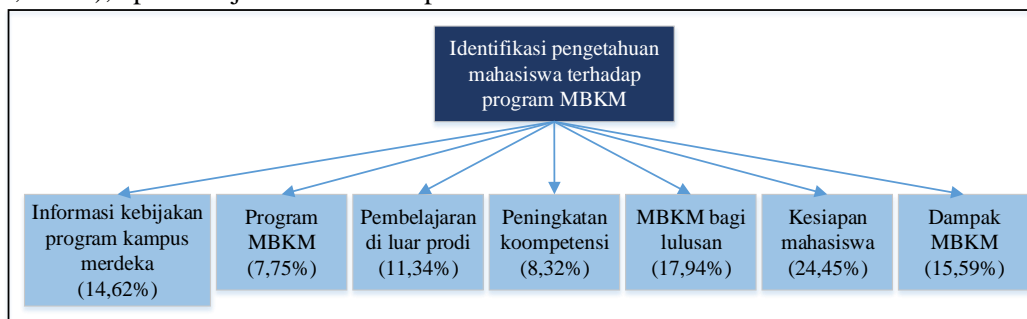 Identifikasi pengetahuan
mahasiswa terhadap
program MBKM
Informasi kebijakan
program kampus
merdeka
(14,62%)
Program
MBKM
(7,75%)
Pembelajaran
di luar prodi
(11,34%)
Peningkatan
koompetensi
(8,32%)
MBKM bagi
lulusan
(17,94%)
Kesiapan
mahasiswa
(24,45%)
Dampak
MBKM
(15,59%)